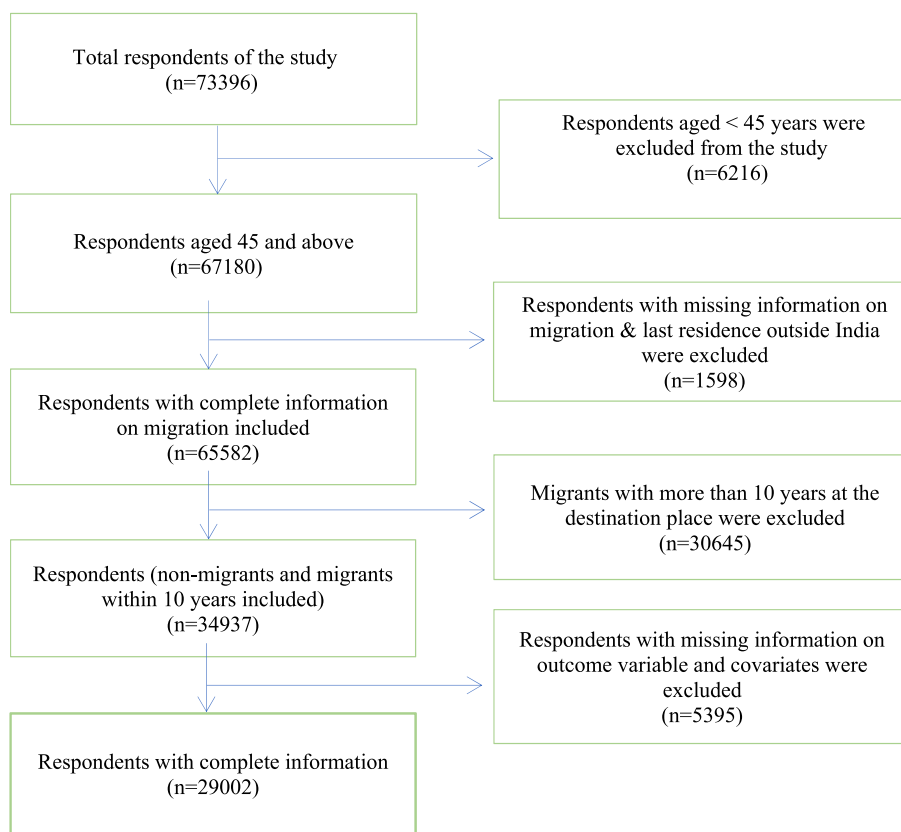 Total respondents of the study
(n=73396)
Respondents aged < 45 years were
excluded from the study
(n=6216)
Respondents aged 45 and above
(n=67180)
Respondents with missing information on
migration & last residence outside India
were excluded
(n=1598)
Respondents with complete information
on migration included
(n=65582)
Migrants with more than 10 years at the
destination place were excluded
(n=30645)
Respondents (non-migrants and migrants
within 10 years included)
(n=34937)
Respondents with missing information on
outcome variable and covariates were
excluded
(n=5395)
Respondents with complete information
(n=29002)